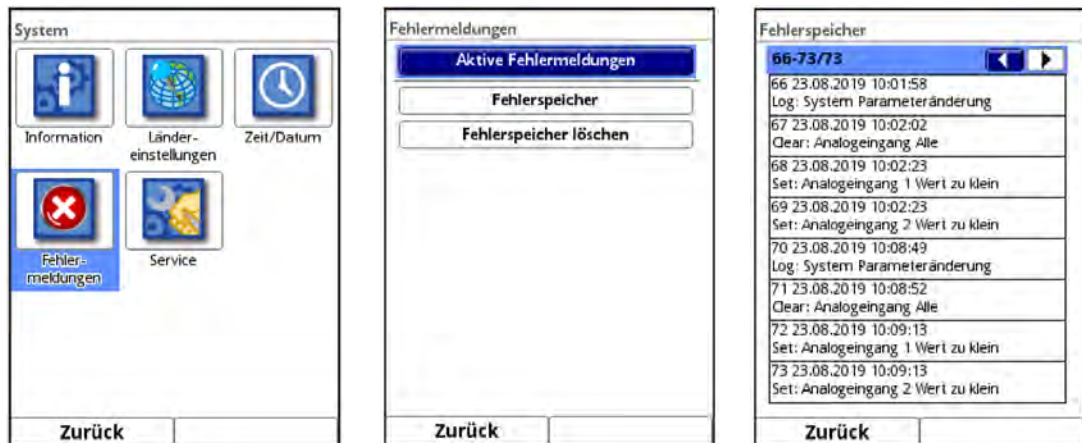 System
Information
Länder-
einstellungen
Zeit/Datum
Fehler-
meldungen
Service
Zurück
Fehlermeldungen
Aktive Fehlermeldungen
Fehlerspeicher
Fehlerspeicher löschen
Zurück
Fehlerspeicher
66-73/73
66 23.08.2019 10:01:58
Log: System Parameteränderung
67 23.08.2019 10:02:02
Clear: Analogeingang Alle
68 23.08.2019 10:02:23
Set: Analogeingang 1 Wert zu klein
69 23.08.2019 10:02:23
Set: Analogeingang 2 Wert zu klein
70 23.08.2019 10:08:49
Log: System Parameteränderung
71 23.08.2019 10:08:52
Clear: Analogeingang Alle
72 23.08.2019 10:09:13
Set: Analogeingang 1 Wert zu klein
73 23.08.2019 10:09:13
Set: Analogeingang 2 Wert zu klein
Zurück